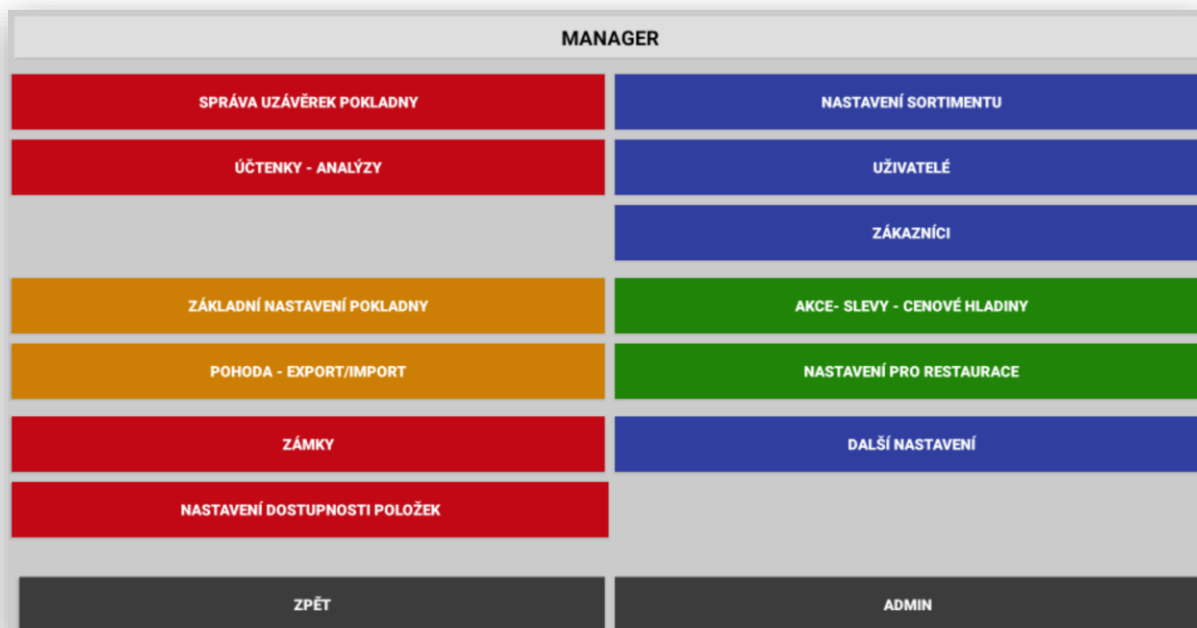 MANAGER
SPRÁVA UZÁVĚREK POKLADNY
NASTAVENÍ SORTIMENTU
ÚČTENKY - ANALÝZY
UŽIVATELÉ
ZÁKAZNÍCI
ZÁKLADNÍ NASTAVENÍ POKLADNY
AKCE- SLEVY - CENOVÉ HLADINY
POHODA - EXPORT/IMPORT
NASTAVENÍ PRO RESTAURACE
ZÁMKY
DALŠÍ NASTAVENÍ
NASTAVENÍ DOSTUPNOSTI POLOŽEK
ZPĚT
ADMIN